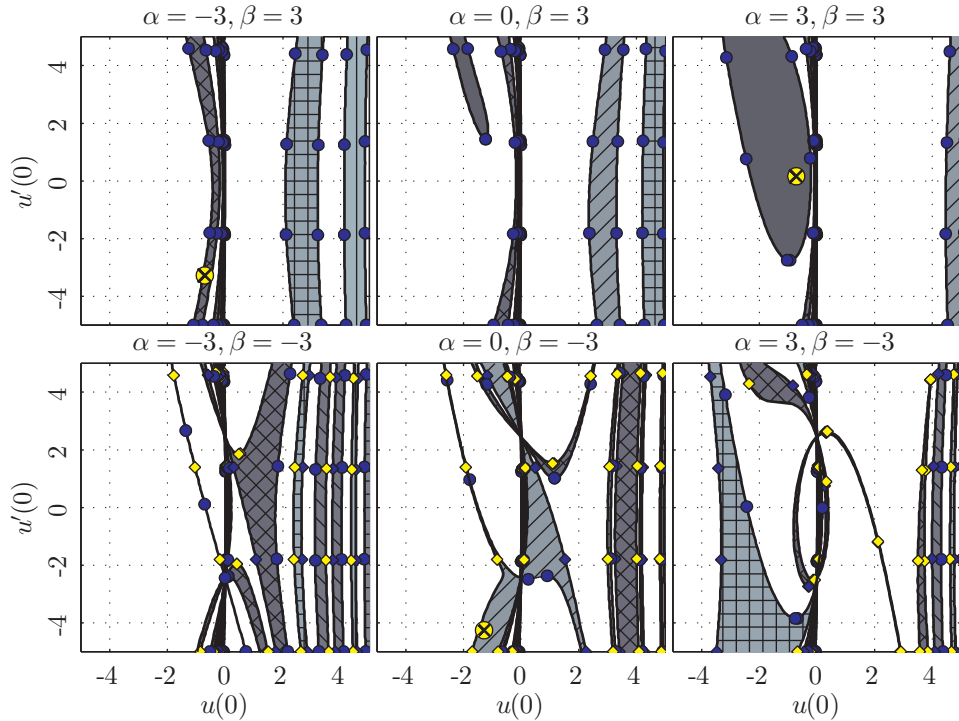 α = −3, β = 3 α = 0, β = 3 α = 3, β = 3
4
2
0
-2
-4
u′(0)
α = −3, β = −3 α = 0, β = −3 α = 3, β = −3
4
2
0
-2
-4
u′(0)
-4 -2 0 2 4 -4 -2 0 2 4 -4 -2 0 2 4
u(0) u(0) u(0)